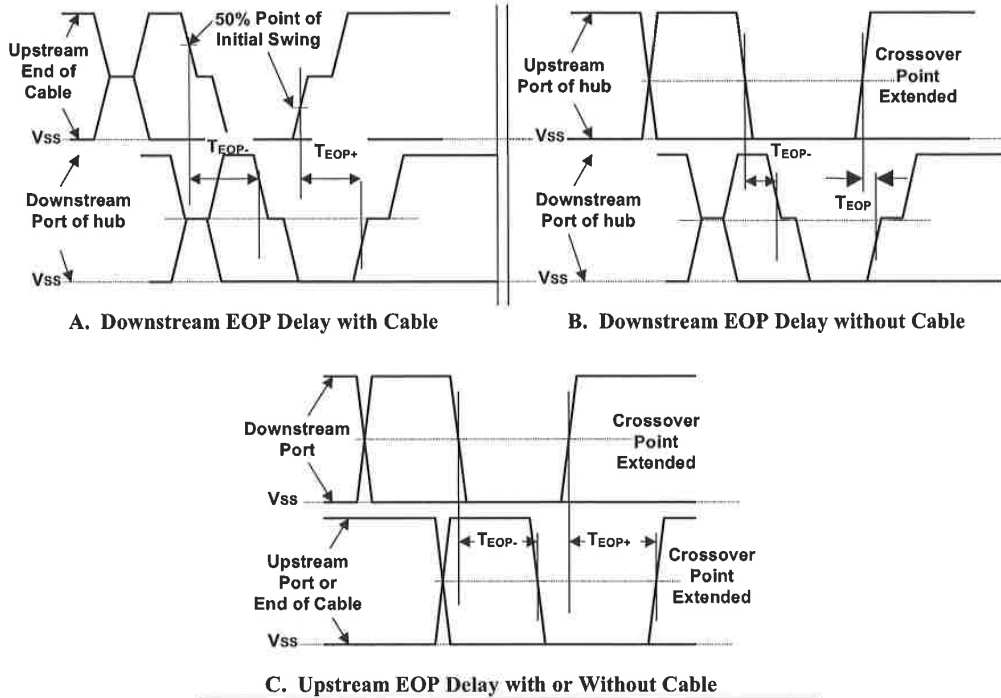 50% Point of
Initial Swing
Upstream
End of
Cable
VSS
TEOP-
TEOP+
Downstream
Port of hub
VSS
A. Downstream EOP Delay with Cable
Upstream
Port of hub
Crossover
Point
Extended
VSS
TEOP-
TEOP
Downstream
Port of hub
VSS
B. Downstream EOP Delay without Cable
Downstream
Port
Crossover
Point
Extended
VSS
TEOP-
TEOP+
Upstream
Port or
End of Cable
Crossover
Point
Extended
VSS
C. Upstream EOP Delay with or Without Cable